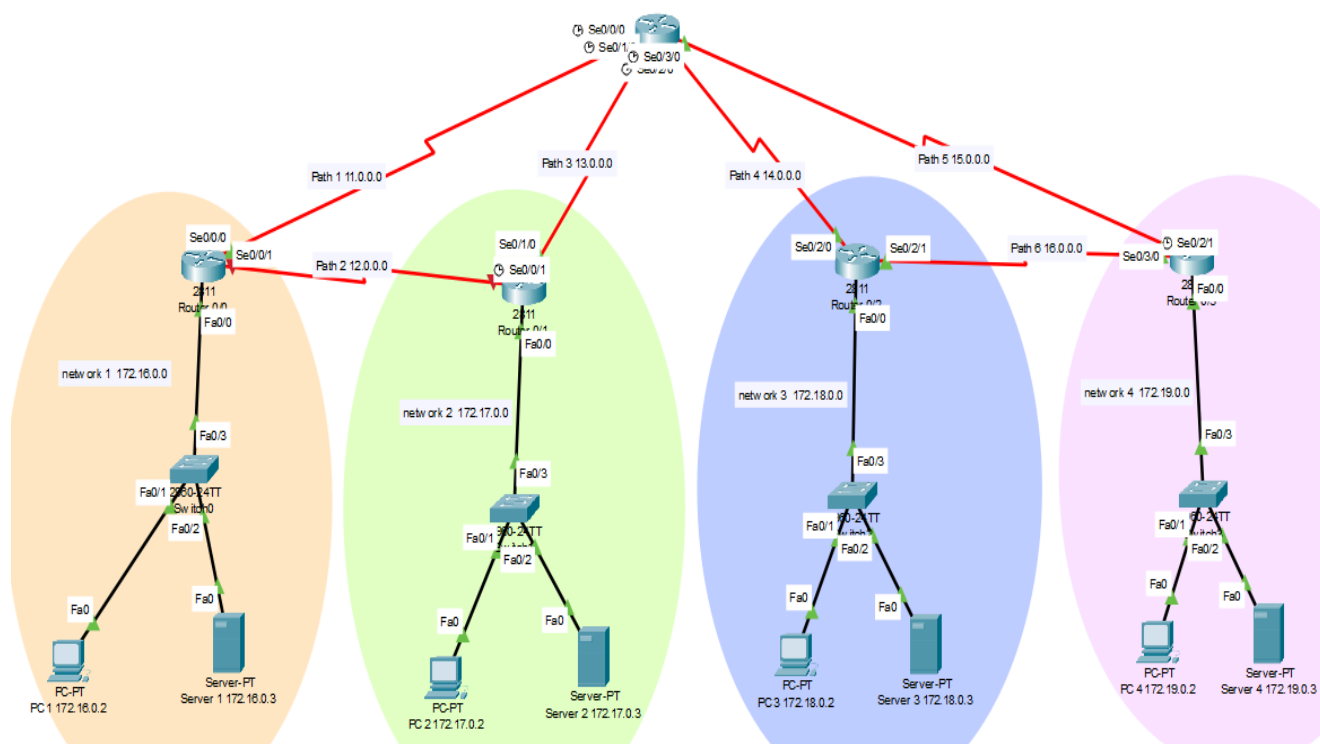 Se0/0/0
Se0/3/0
Path 1 11.0.0.0
Path 3 13.0.0.0
Path 4 14.0.0.0
Path 5 15.0.0.0
Se0/0/0
Se0/0/1
Path 2 12.0.0.0
Se0/1/0
Se0/0/1
Se0/2/0
Se0/2/1
Path 6 16.0.0.0
Se0/2/1
Se0/3/0
2811
Fa0/0
Fa0/0
2811
Fa0/0
Fa0/0
network 1 172.16.0.0
network 2 172.17.0.0
network 3 172.18.0.0
network 4 172.19.0.0
Fa0/3
Fa0/3
Fa0/3
Fa0/3
Fa0/1
Switch0
Fa0/2
Fa0/1
Fa0/2
Fa0/1
Fa0/2
Fa0/1
Fa0/2
Fa0
Fa0
Fa0
Fa0
Fa0
Fa0
Fa0
Fa0
PC-PT
PC 1 172.16.0.2
Server-PT
Server 1 172.16.0.3
PC-PT
PC 2 172.17.0.2
Server-PT
Server 2 172.17.0.3
PC-PT
PC 3 172.18.0.2
Server-PT
Server 3 172.18.0.3
PC-PT
PC 4 172.19.0.2
Server-PT
Server 4 172.19.0.3